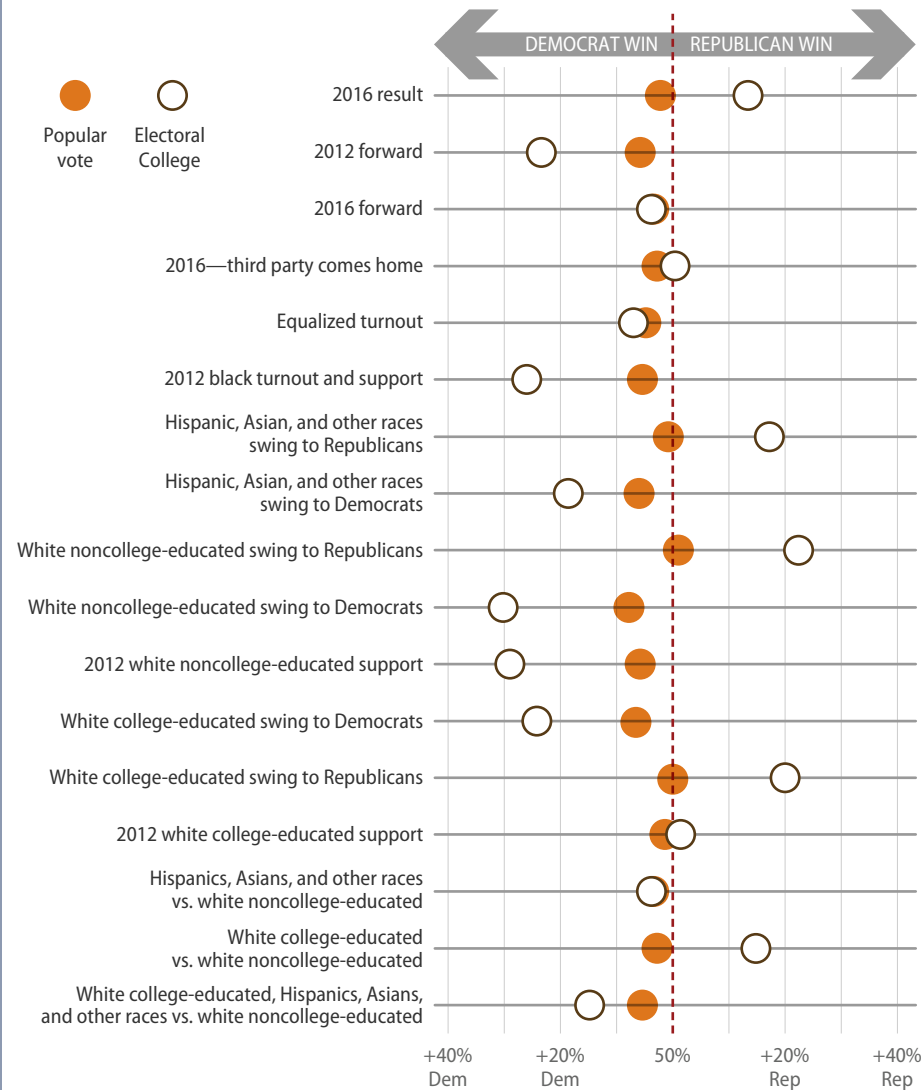 DEMOCRAT WIN REPUBLICAN WIN
Popular
vote
Electoral
College
2016 result
2012 forward
2016 forward
2016—third party comes home
Equalized turnout
2012 black turnout and support
Hispanic, Asian, and other races
swing to Republicans
Hispanic, Asian, and other races
swing to Democrats
White noncollege-educated swing to Republicans
White noncollege-educated swing to Democrats
2012 white noncollege-educated support
White college-educated swing to Democrats
White college-educated swing to Republicans
2012 white college-educated support
Hispanics, Asians, and other races
vs. white noncollege-educated
White college-educated
vs. white noncollege-educated
White college-educated, Hispanics, Asians,
and other races vs. white noncollege-educated
+40% +20% 50% +20% +40%
Dem Dem Rep Rep